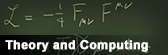 ℒ = -¼ F_μν F^μν
Theory and Computing